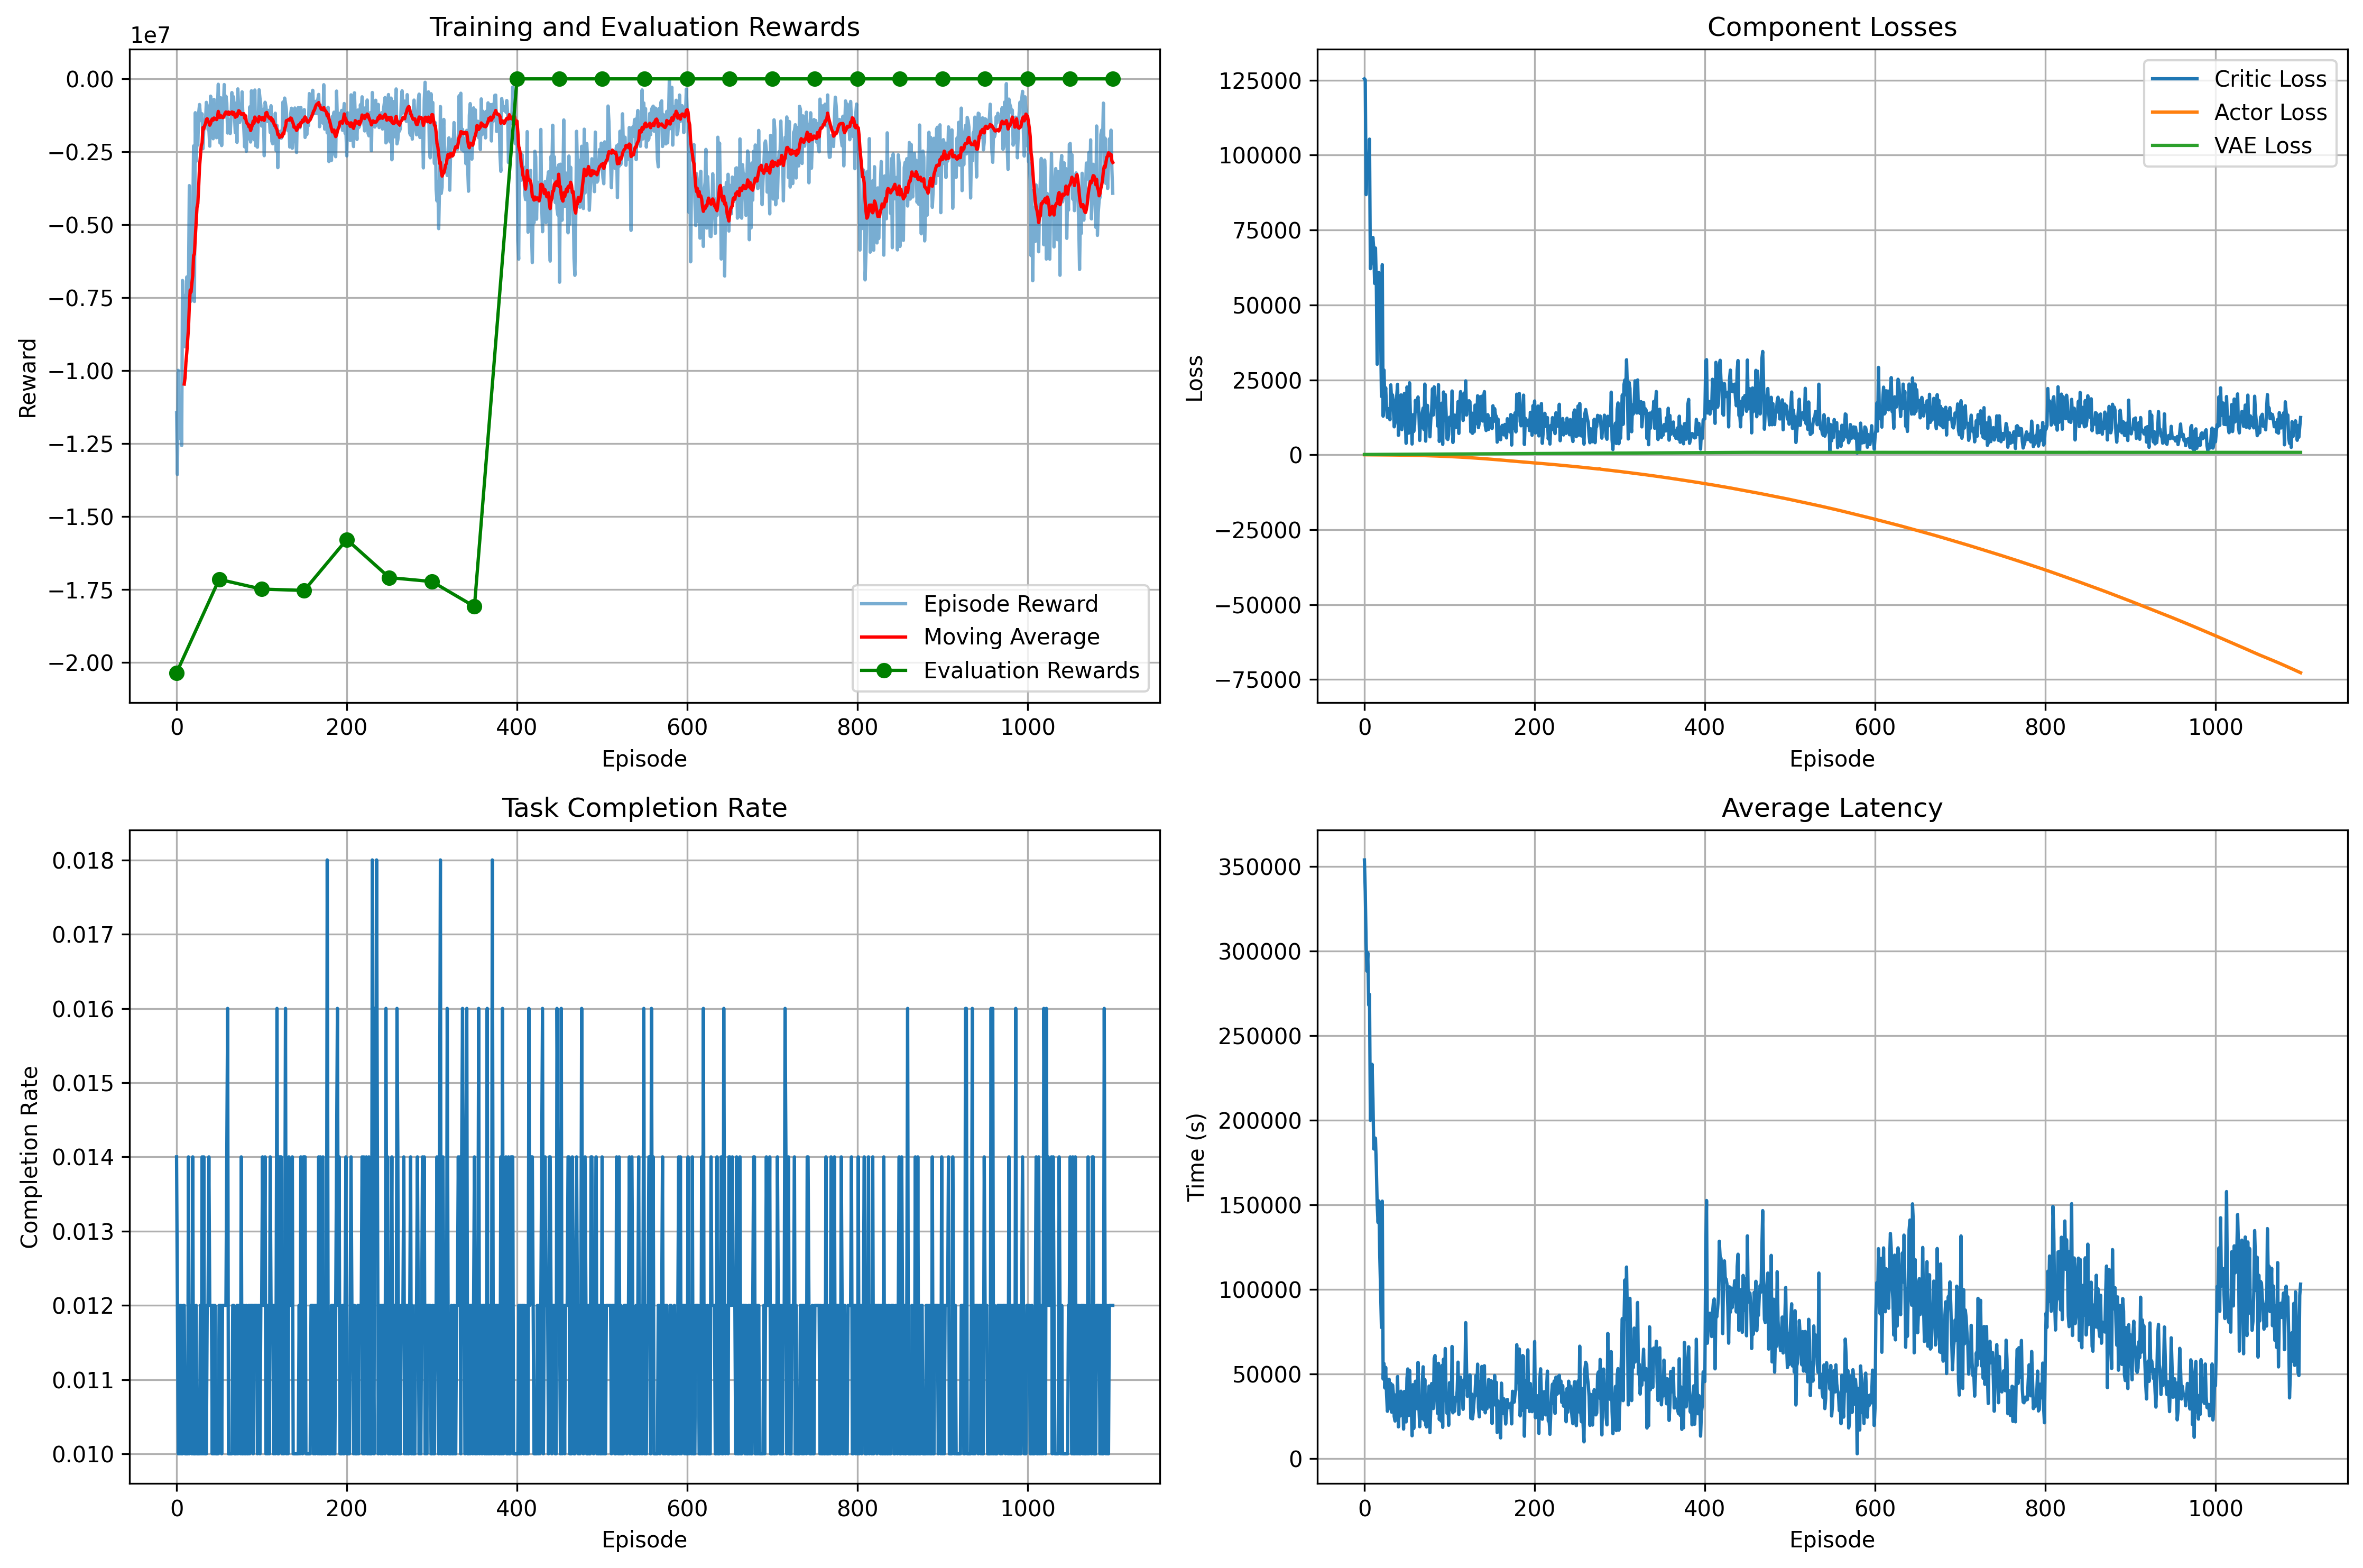 Training and Evaluation Rewards
1e7
0.00
−0.25
−0.50
−0.75
−1.00
−1.25
−1.50
−1.75
−2.00
Reward
0 200 400 600 800 1000
Episode
Episode Reward
Moving Average
Evaluation Rewards
Component Losses
125000
100000
75000
50000
25000
0
−25000
−50000
−75000
Loss
0 200 400 600 800 1000
Episode
Critic Loss
Actor Loss
VAE Loss
Task Completion Rate
0.018
0.017
0.016
0.015
0.014
0.013
0.012
0.011
0.010
Completion Rate
0 200 400 600 800 1000
Episode
Average Latency
350000
300000
250000
200000
150000
100000
50000
0
Time (s)
0 200 400 600 800 1000
Episode